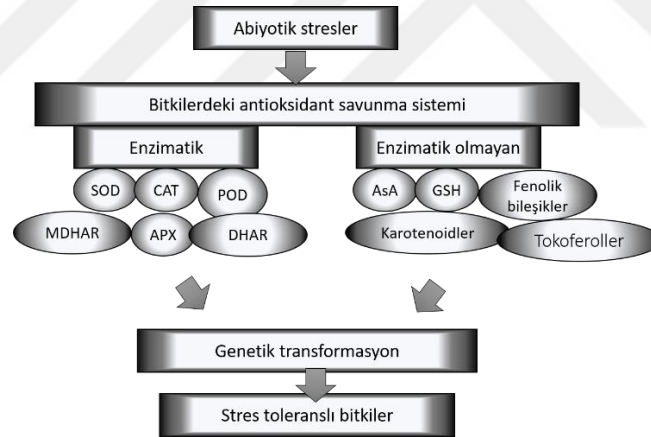 Abiyotik stresler
Bitkilerdeki antioksidant savunma sistemi
Enzimatik
Enzimatik olmayan
SOD
CAT
POD
MDHAR
APX
DHAR
AsA
GSH
Fenolik
bileşikler
Karotenoidler
Tokoferoller
Genetik transformasyon
Stres toleranslı bitkiler